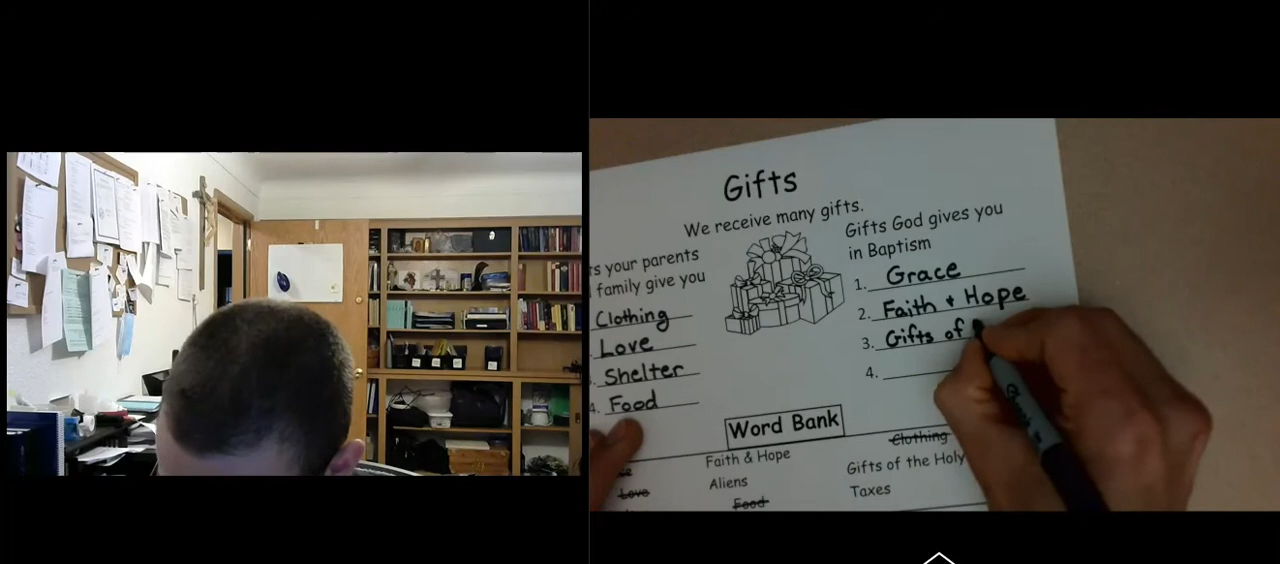 Gifts
We receive many gifts.
ts your parents
family give you
Clothing
Love
Shelter
4. Food
Gifts God gives you
in Baptism
1. Grace
2. Faith + Hope
3. Gifts of
4.
Word Bank
Love
Faith & Hope
Aliens
Food
Clothing
Gifts of the Holy
Taxes